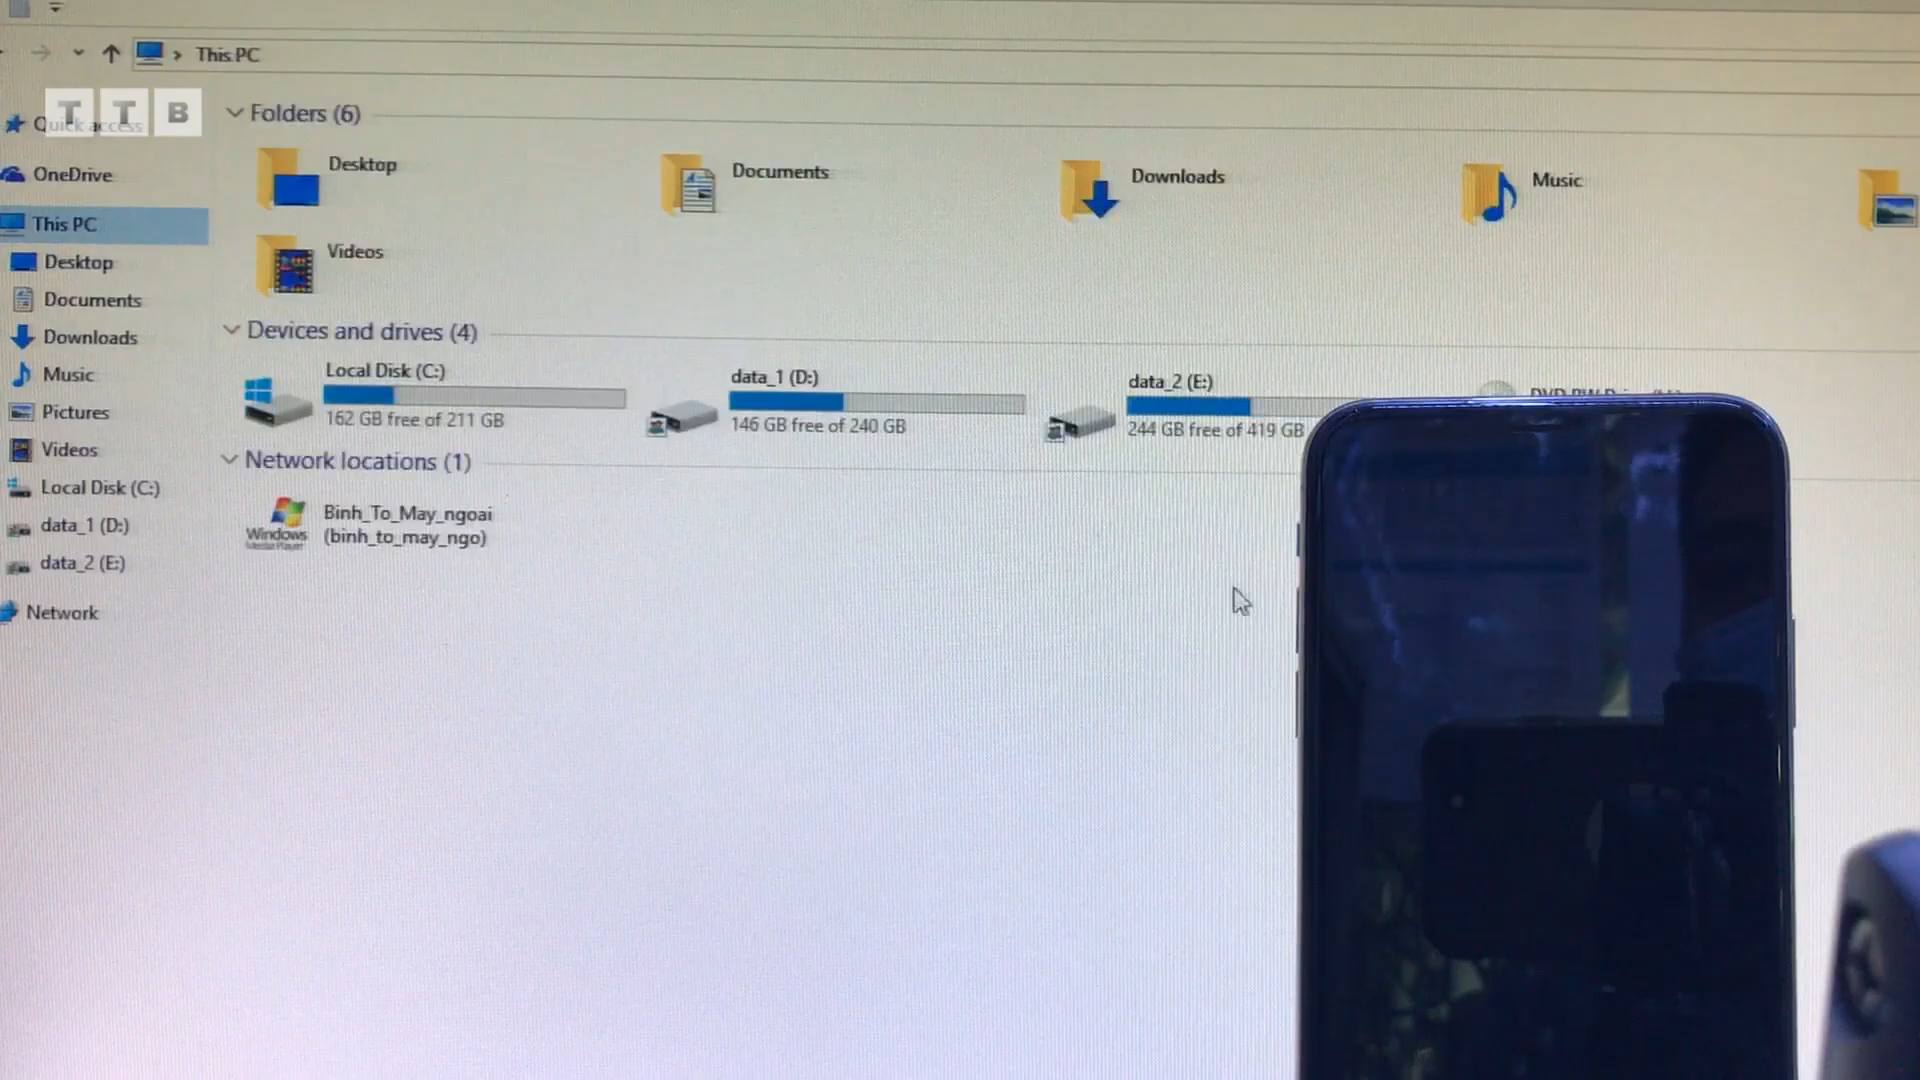 This PC
T T B
Quick access
Folders (6)
Desktop
Documents
Downloads
Music
Videos
OneDrive
This PC
Desktop
Documents
Downloads
Music
Pictures
Videos
Local Disk (C:)
data_1 (D:)
data_2 (E:)
Network
Devices and drives (4)
Local Disk (C:)
162 GB free of 211 GB
data_1 (D:)
146 GB free of 240 GB
data_2 (E:)
244 GB free of 419 GB
Network locations (1)
Binh_To_May_ngoai
(binh_to_may_ngo)
Windows
Media Player